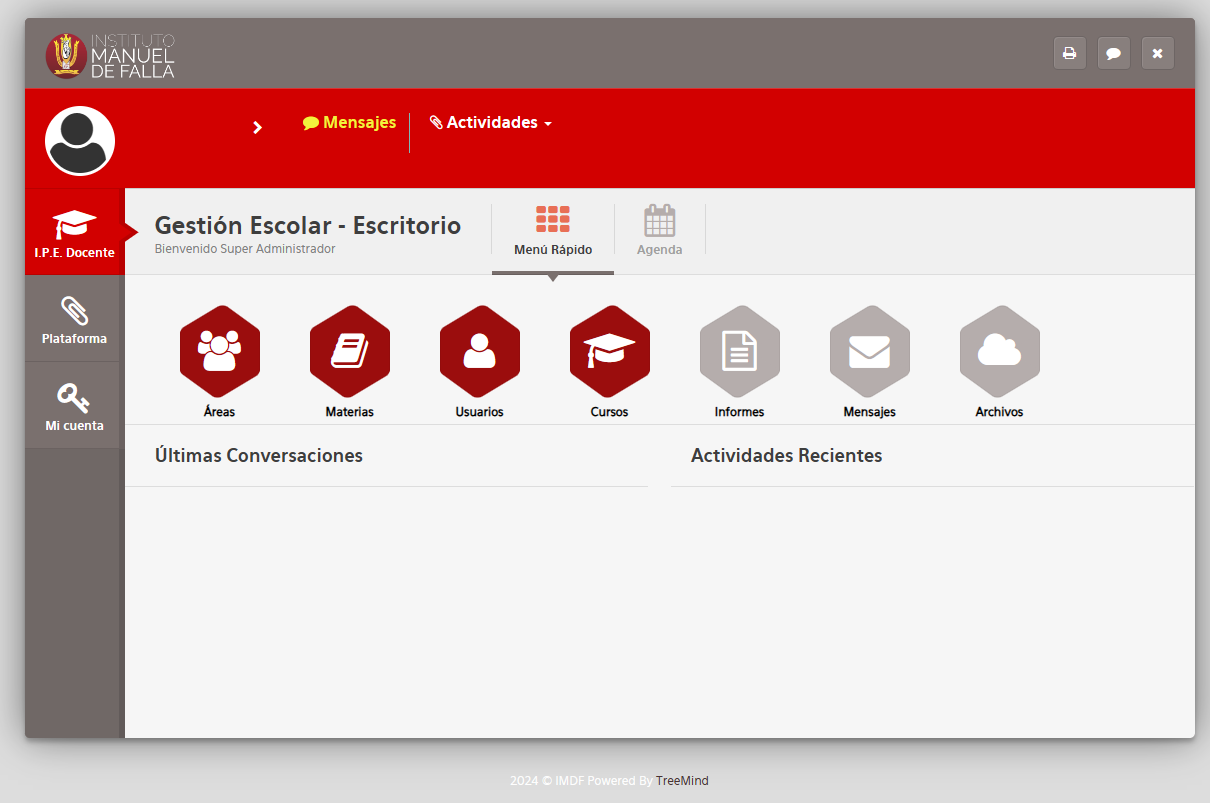 INSTITUTO
MANUEL
DE FALLA
Mensajes
Actividades
I.P.E. Docente
Plataforma
Mi cuenta
Gestión Escolar - Escritorio
Bienvenido Super Administrador
Menú Rápido
Agenda
Áreas
Materias
Usuarios
Cursos
Informes
Mensajes
Archivos
Últimas Conversaciones
Actividades Recientes
2024 © IMDF Powered By TreeMind